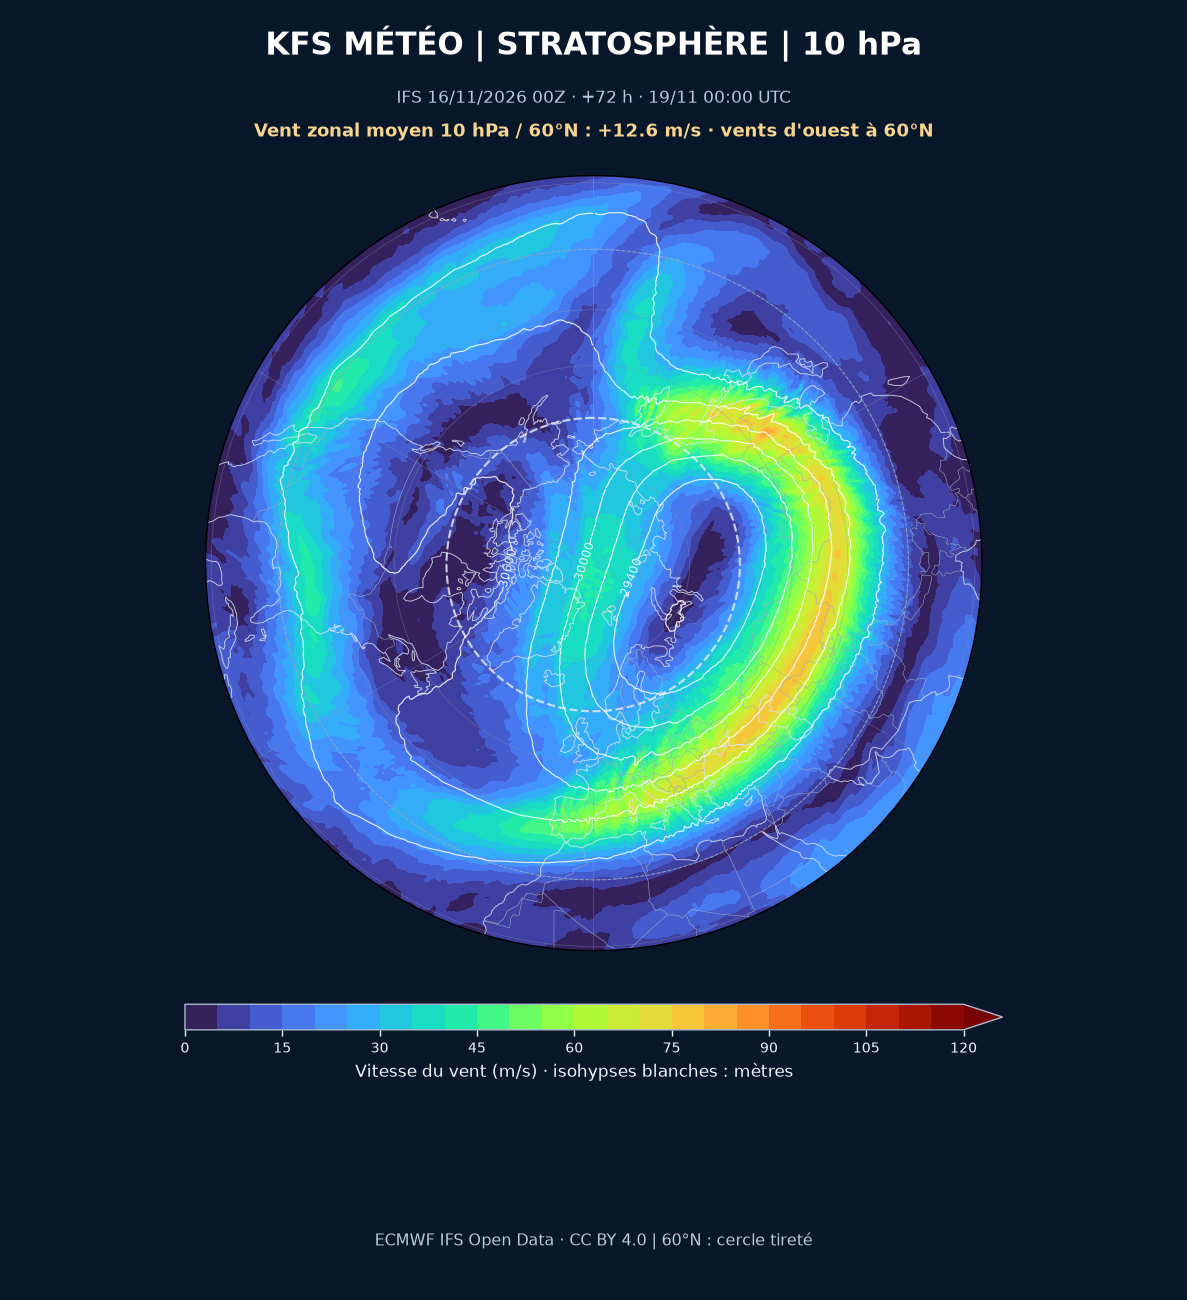 KFS MÉTÉO | STRATOSPHÈRE | 10 hPa
IFS 16/11/2026 00Z · +72 h · 19/11 00:00 UTC
Vent zonal moyen 10 hPa / 60°N : +12.6 m/s · vents d'ouest à 60°N
30600
30000
29400
0 15 30 45 60 75 90 105 120
Vitesse du vent (m/s) · isohypses blanches : mètres
ECMWF IFS Open Data · CC BY 4.0 | 60°N : cercle tireté